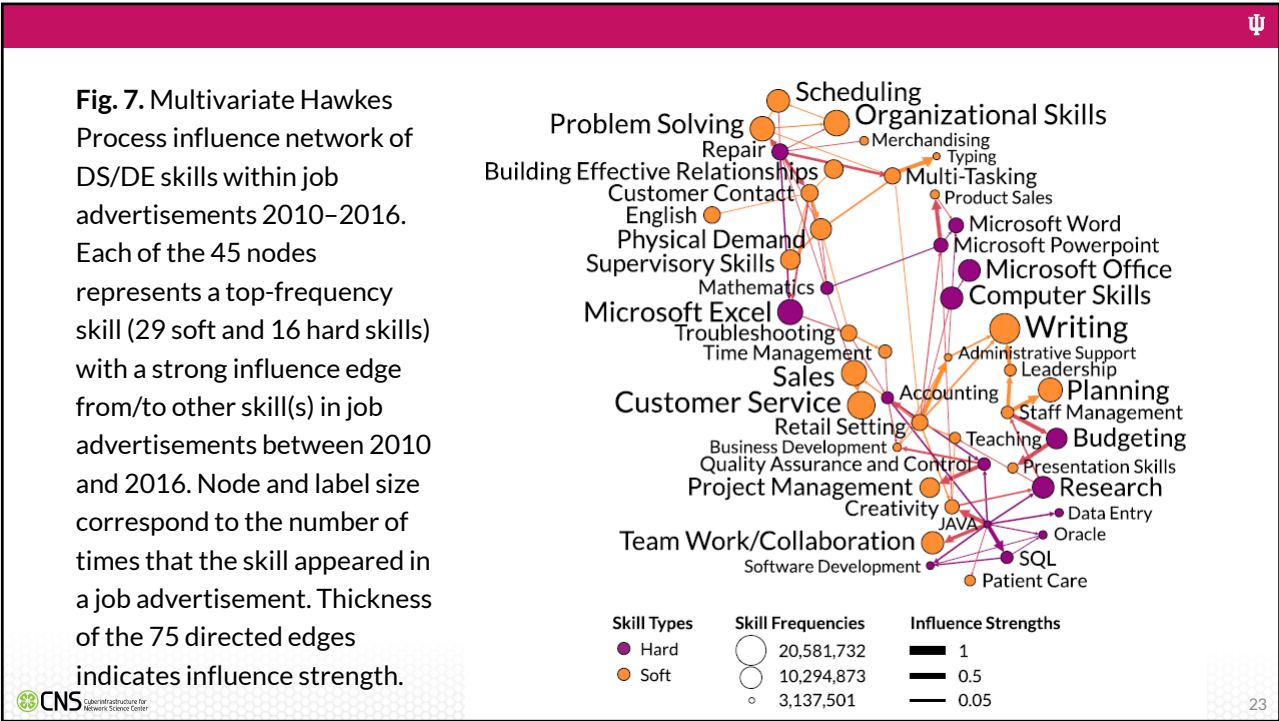 Fig. 7. Multivariate Hawkes
Process influence network of
DS/DE skills within job
advertisements 2010–2016.
Each of the 45 nodes
represents a top-frequency
skill (29 soft and 16 hard skills)
with a strong influence edge
from/to other skill(s) in job
advertisements between 2010
and 2016. Node and label size
correspond to the number of
times that the skill appeared in
a job advertisement. Thickness
of the 75 directed edges
indicates influence strength.
Scheduling
Organizational Skills
Problem Solving
Merchandising
Repair
Typing
Building Effective Relationships
Multi-Tasking
Customer Contact
Product Sales
English
Microsoft Word
Physical Demand
Microsoft Powerpoint
Supervisory Skills
Microsoft Office
Mathematics
Computer Skills
Microsoft Excel
Writing
Troubleshooting
Time Management
Administrative Support
Leadership
Sales
Planning
Accounting
Customer Service
Staff Management
Retail Setting
Teaching
Budgeting
Business Development
Quality Assurance and Control
Presentation Skills
Project Management
Research
Creativity
Data Entry
JAVA
Oracle
Team Work/Collaboration
SQL
Software Development
Patient Care
Skill Types
Hard
Soft
Skill Frequencies
20,581,732
10,294,873
3,137,501
Influence Strengths
1
0.5
0.05
CNS Cyberinfrastructure for
Network Science Center
23